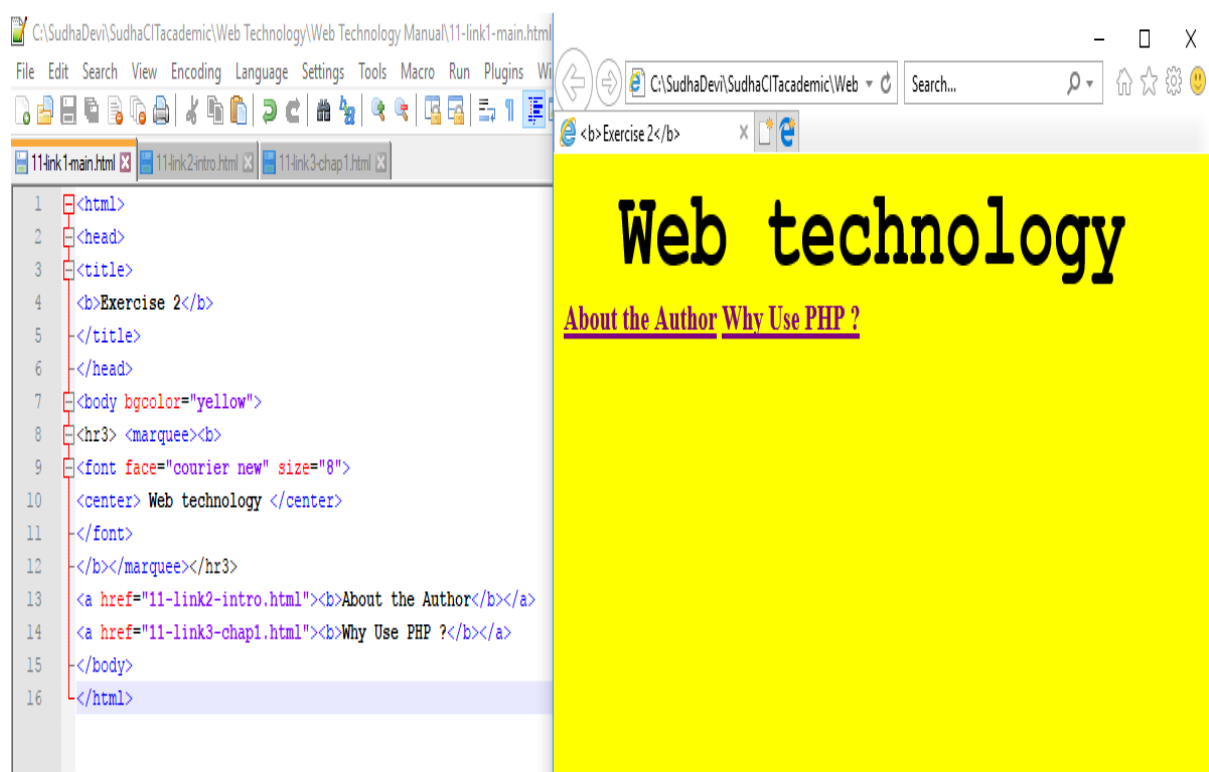 C:\SudhaDevi\SudhaCITacademic\Web Technology\Web Technology Manual\11-link1-main.html
File Edit Search View Encoding Language Settings Tools Macro Run Plugins Wi
11-link1-main.html 11-link2-intro.html 11-link3-chap1.html
1 <html>
2 <head>
3 <title>
4 <b>Exercise 2</b>
5 </title>
6 </head>
7 <body bgcolor="yellow">
8 <hr3> <marquee><b>
9 <font face="courier new" size="8">
10 <center> Web technology </center>
11 </font>
12 </b></marquee></hr3>
13 <a href="11-link2-intro.html"><b>About the Author</b></a>
14 <a href="11-link3-chap1.html"><b>Why Use PHP ?</b></a>
15 </body>
16 </html>
C:\SudhaDevi\SudhaCITacademic\Web
Search...
<b>Exercise 2</b>
Web technology
About the Author Why Use PHP ?